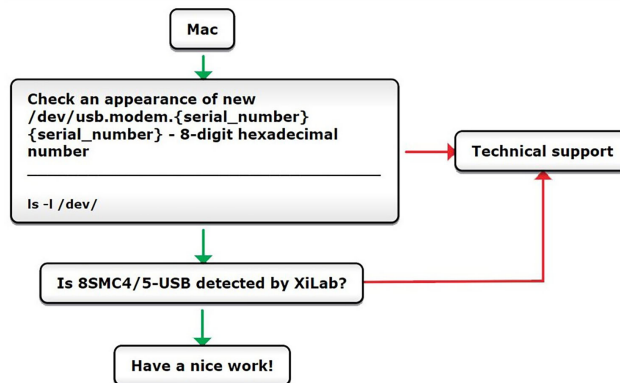 Mac
Check an appearance of new
/dev/usb.modem.{serial_number}
{serial_number} - 8-digit hexadecimal
number
ls -l /dev/
Technical support
Is 8SMC4/5-USB detected by XiLab?
Have a nice work!